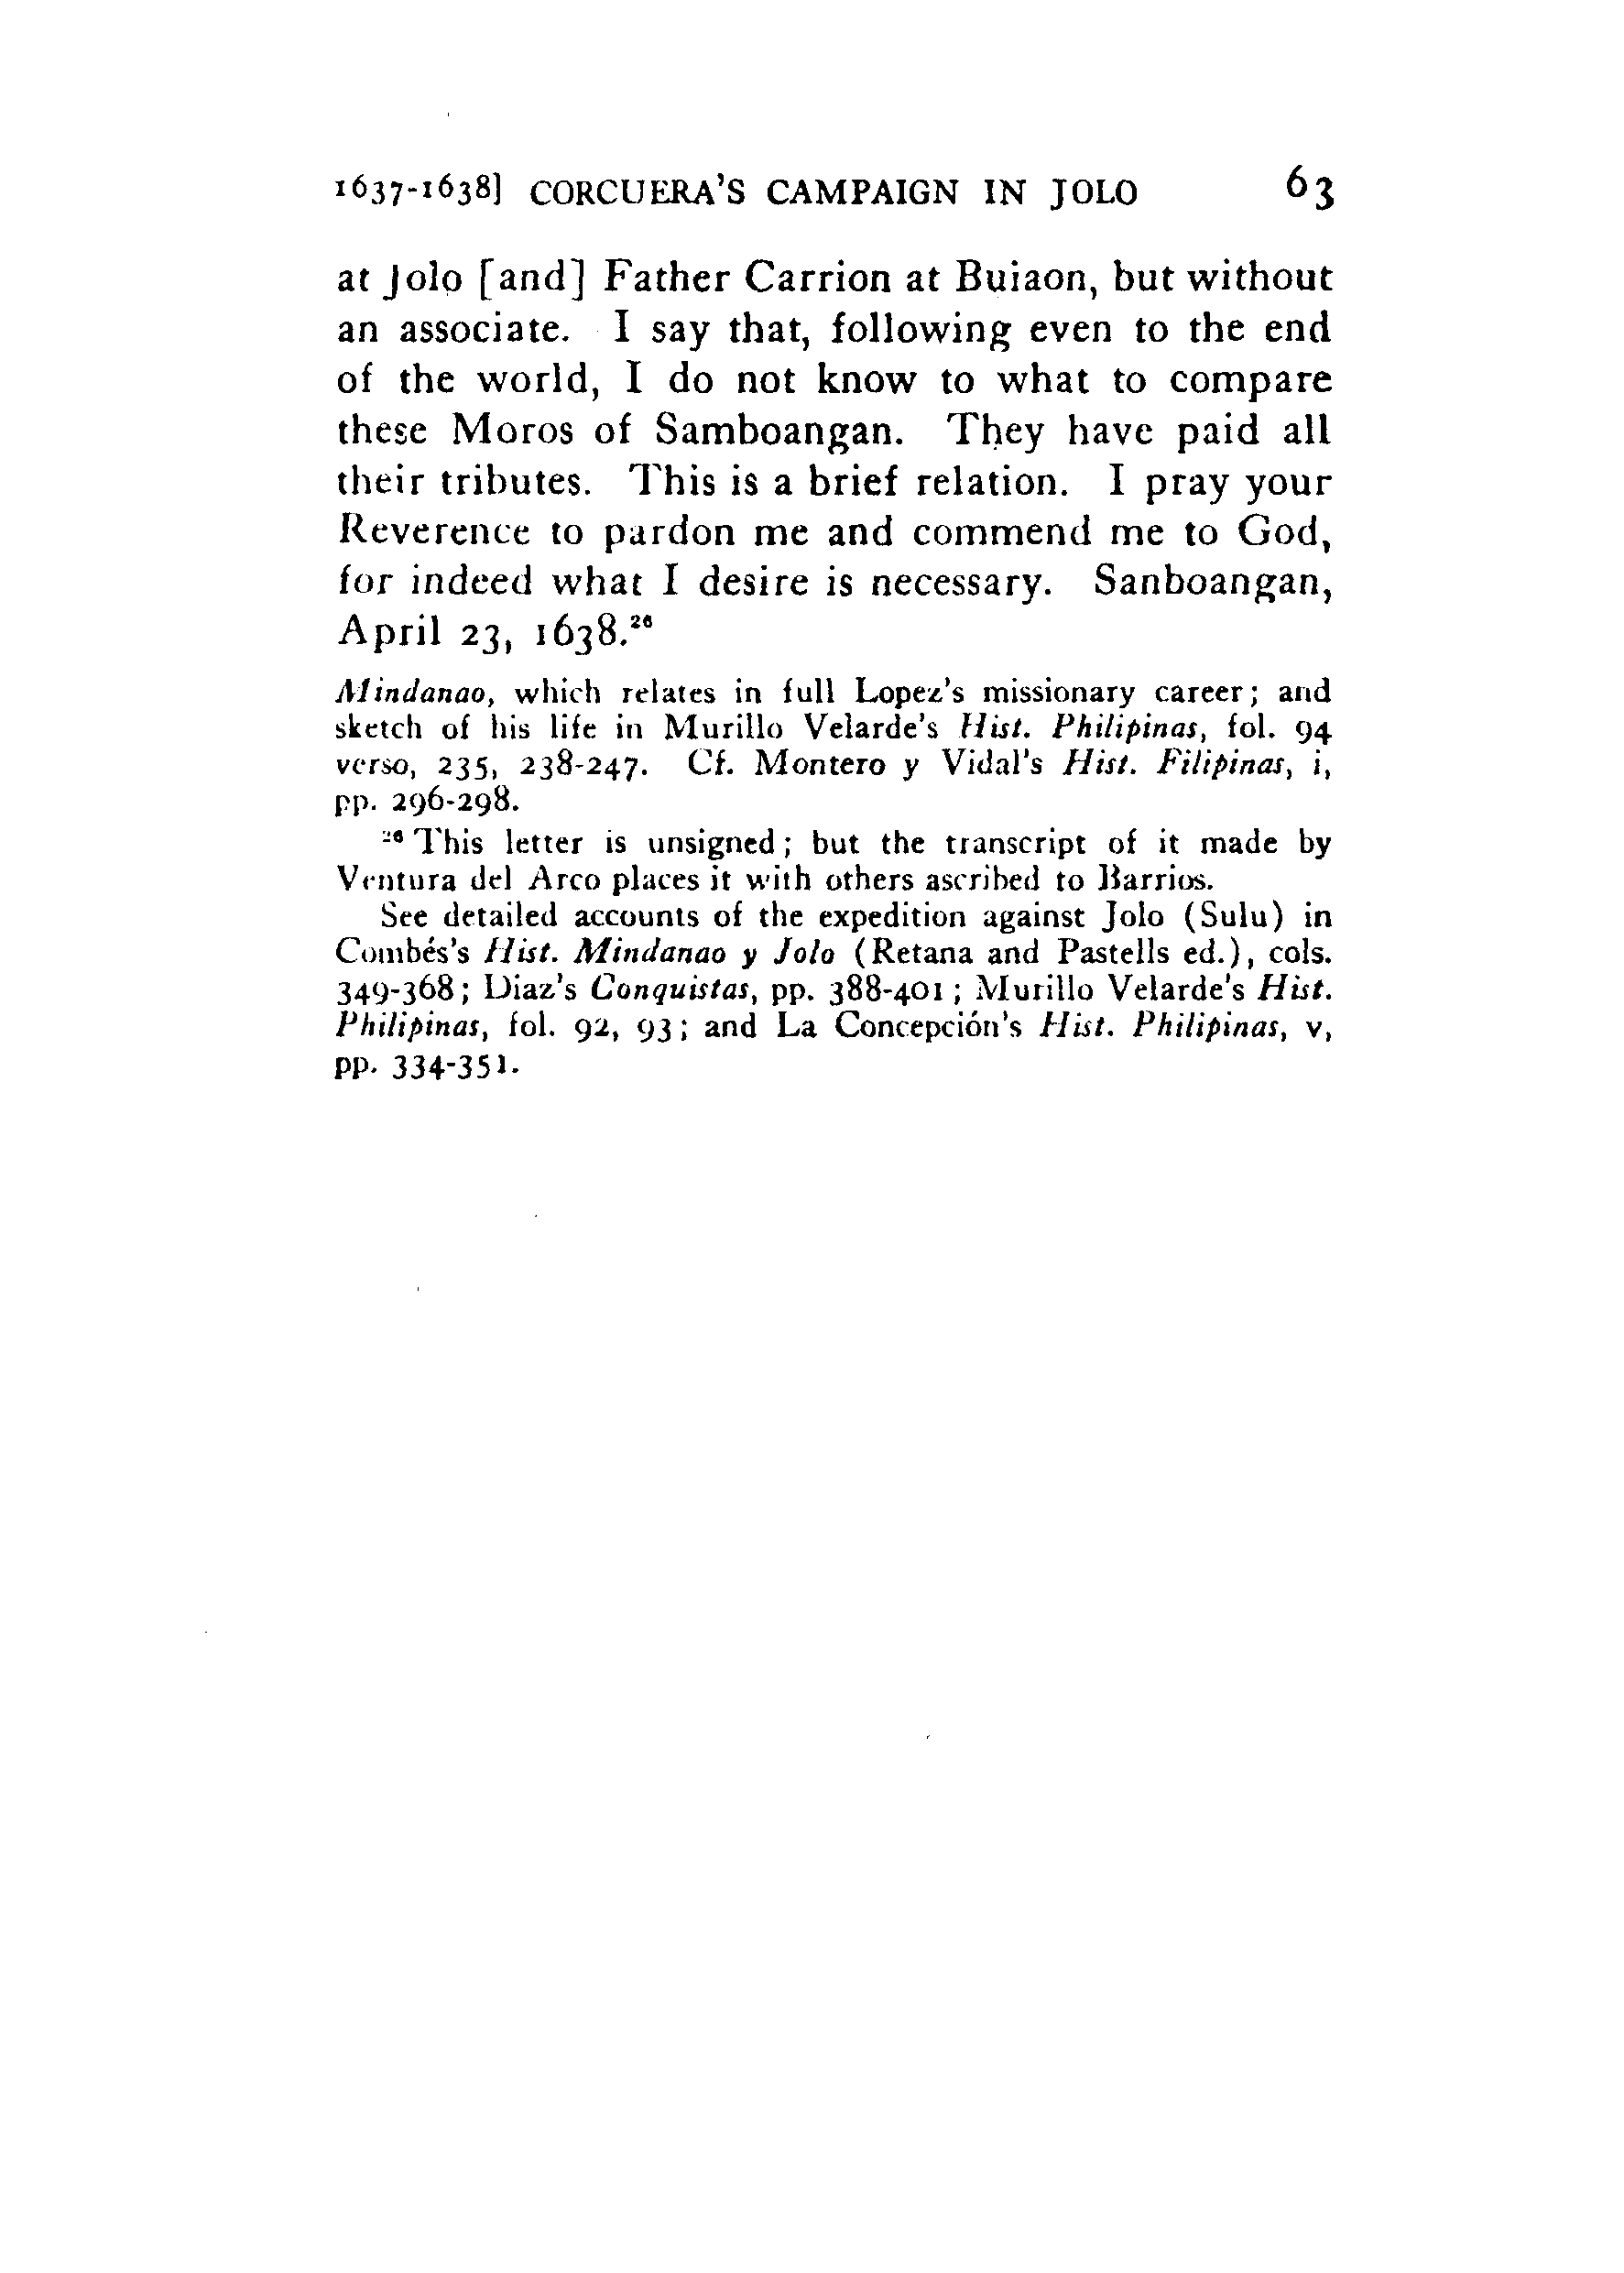 1637-1638] CORCUERA'S CAMPAIGN IN JOLO 63
at Jolo [and] Father Carrion at Buiaon, but without
an associate. I say that, following even to the end
of the world, I do not know to what to compare
these Moros of Samboangan. They have paid all
their tributes. This is a brief relation. I pray your
Reverence to pardon me and commend me to God,
for indeed what I desire is necessary. Sanboangan,
April 23, 1638.²⁶
Mindanao, which relates in full Lopez's missionary career; and
sketch of his life in Murillo Velarde's Hist. Philipinas, fol. 94
verso, 235, 238-247. Cf. Montero y Vidal's Hist. Filipinas, i,
pp. 296-298.
²⁶ This letter is unsigned; but the transcript of it made by
Ventura del Arco places it with others ascribed to Barrios.
See detailed accounts of the expedition against Jolo (Sulu) in
Combés's Hist. Mindanao y Jolo (Retana and Pastells ed.), cols.
349-368; Diaz's Conquistas, pp. 388-401; Murillo Velarde's Hist.
Philipinas, fol. 92, 93; and La Concepción's Hist. Philipinas, v,
pp. 334-351.